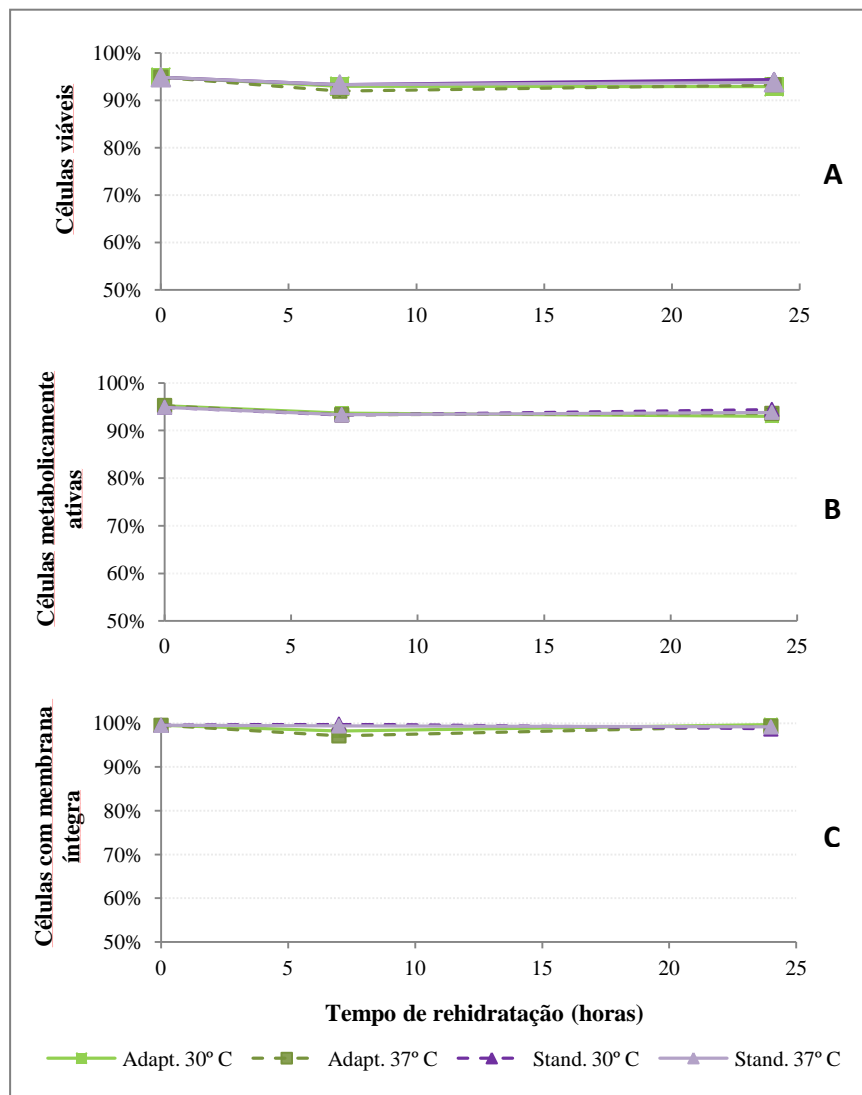 Células viáveis
100%
90%
80%
70%
60%
50%
0 5 10 15 20 25
A
Células metabolicamente
ativas
100%
90%
80%
70%
60%
50%
0 5 10 15 20 25
B
Células com membrana
íntegra
100%
90%
80%
70%
60%
50%
0 5 10 15 20 25
C
Tempo de rehidratação (horas)
Adapt. 30º C Adapt. 37º C Stand. 30º C Stand. 37º C